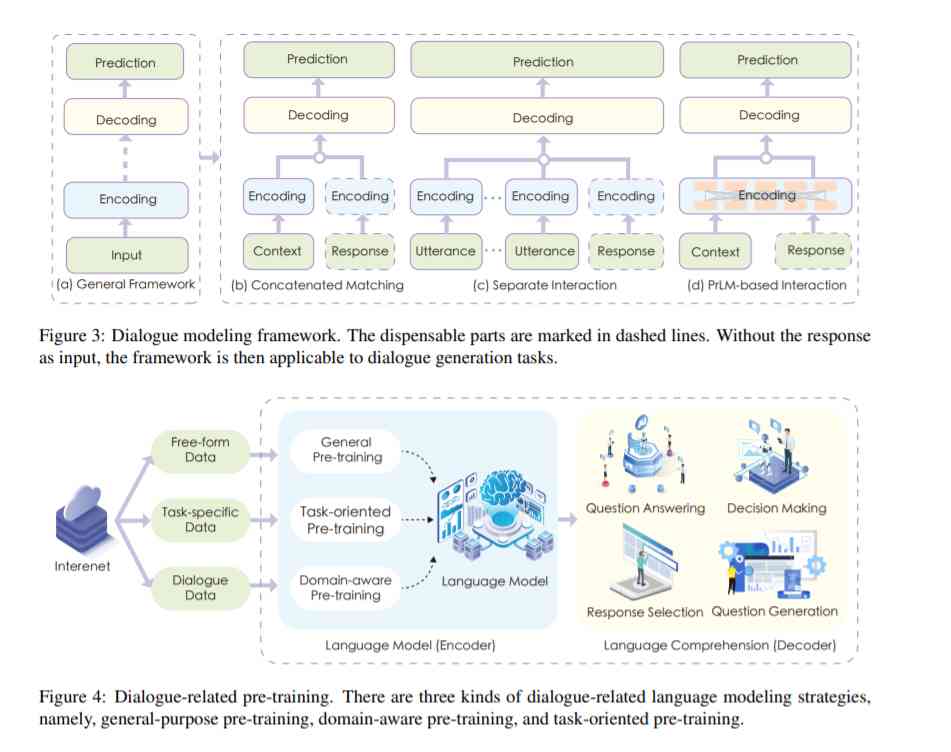 Prediction
Decoding
Encoding
Input
(a) General Framework
Prediction
Decoding
Encoding
Encoding
Context
Response
(b) Concatenated Matching
Prediction
Decoding
Encoding
...
Encoding
Encoding
Utterance
...
Utterance
Response
(c) Separate Interaction
Prediction
Decoding
Encoding
Context
Response
(d) PrLM-based Interaction
Figure 3: Dialogue modeling framework. The dispensable parts are marked in dashed lines. Without the response
as input, the framework is then applicable to dialogue generation tasks.
Interenet
Free-form
Data
Task-specific
Data
Dialogue
Data
General
Pre-training
Task-oriented
Pre-training
Domain-aware
Pre-training
Language Model
Language Model (Encoder)
Question Answering
Decision Making
Response Selection
Question Generation
Language Comprehension (Decoder)
Figure 4: Dialogue-related pre-training. There are three kinds of dialogue-related language modeling strategies,
namely, general-purpose pre-training, domain-aware pre-training, and task-oriented pre-training.